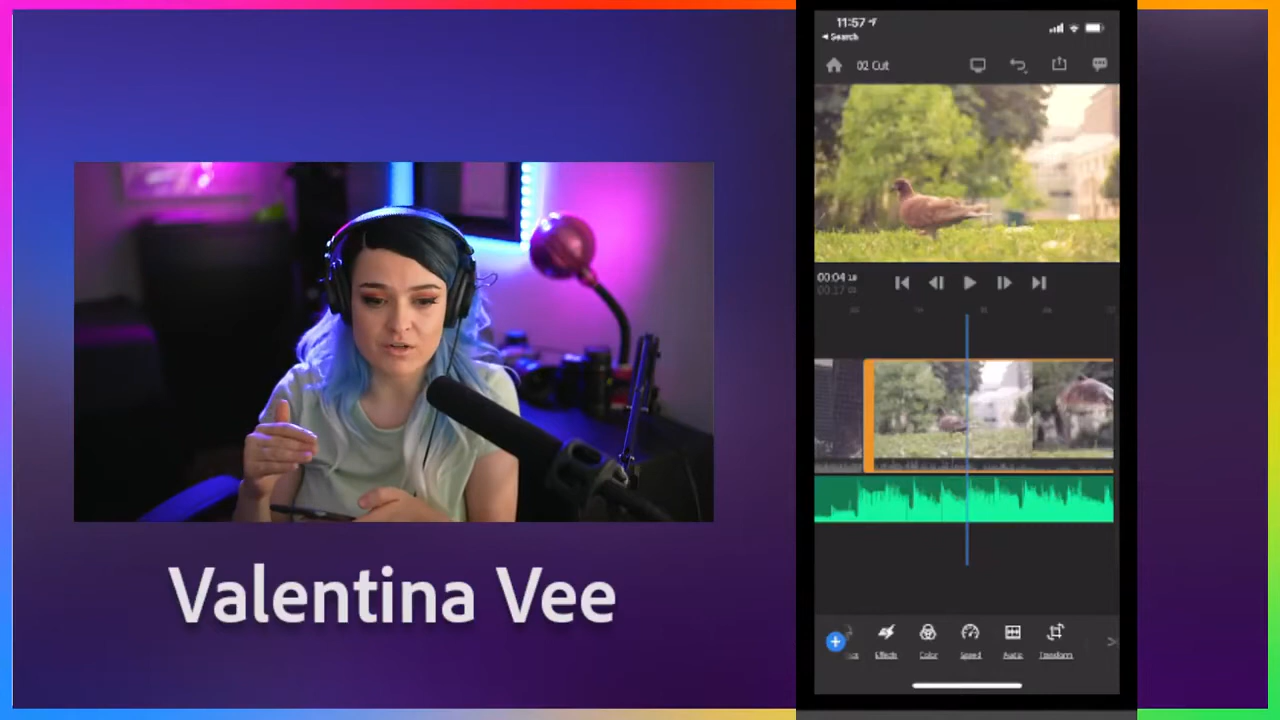 Valentina Vee
11:57
Search
02 Cut
00:04
Effects
Color
Speed
Audio
Transform